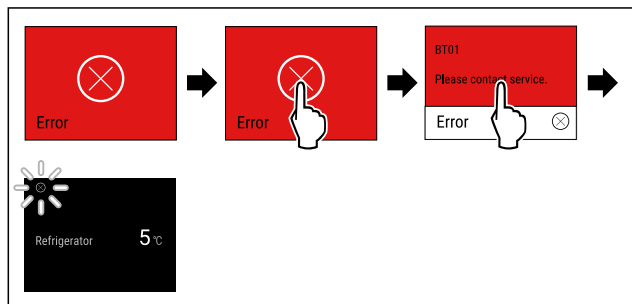 Error
Error
BT01
Please contact service.
Error
Refrigerator 5 °C